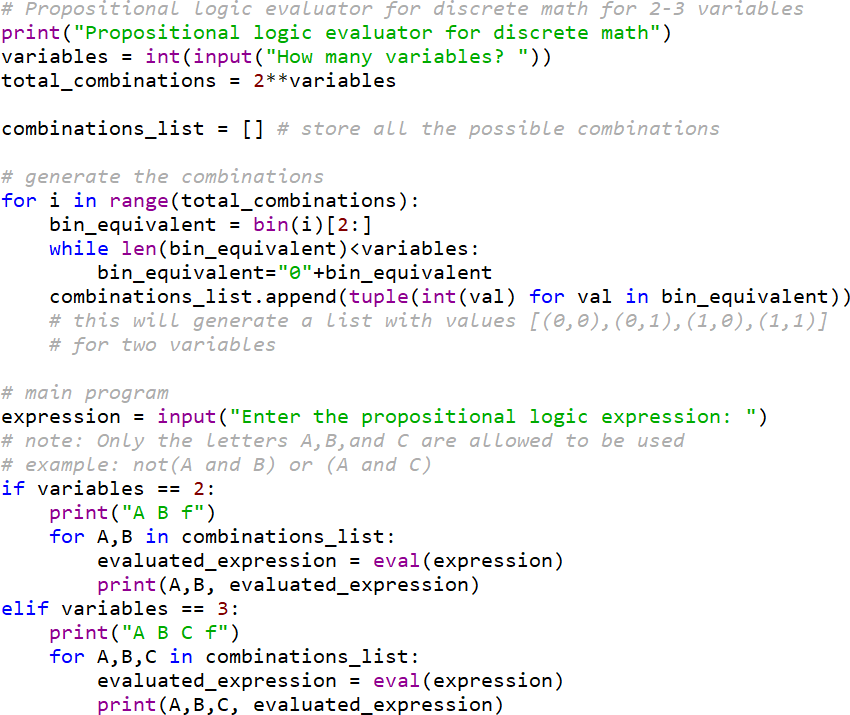 # Propositional logic evaluator for discrete math for 2-3 variables
print("Propositional logic evaluator for discrete math")
variables = int(input("How many variables? "))
total_combinations = 2**variables

combinations_list = [] # store all the possible combinations

# generate the combinations
for i in range(total_combinations):
    bin_equivalent = bin(i)[2:]
    while len(bin_equivalent)<variables:
        bin_equivalent="0"+bin_equivalent
    combinations_list.append(tuple(int(val) for val in bin_equivalent))
    # this will generate a list with values [(0,0),(0,1),(1,0),(1,1)]
    # for two variables

# main program
expression = input("Enter the propositional logic expression: ")
# note: Only the letters A,B,and C are allowed to be used
# example: not(A and B) or (A and C)
if variables == 2:
    print("A B f")
    for A,B in combinations_list:
        evaluated_expression = eval(expression)
        print(A,B, evaluated_expression)
elif variables == 3:
    print("A B C f")
    for A,B,C in combinations_list:
        evaluated_expression = eval(expression)
        print(A,B,C, evaluated_expression)